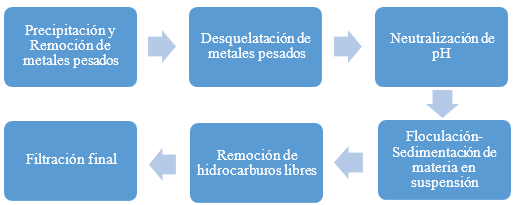 Precipitación y
Remoción de
metales pesados
Desquelatación de
metales pesados
Neutralización de
pH
Floculación-
Sedimentación de
materia en
suspensión
Remoción de
hidrocarburos libres
Filtración final